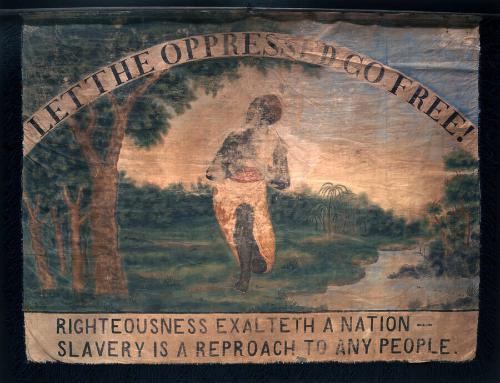 LET THE OPPRESSED GO FREE!
RIGHTEOUSNESS EXALTETH A NATION —
SLAVERY IS A REPROACH TO ANY PEOPLE.